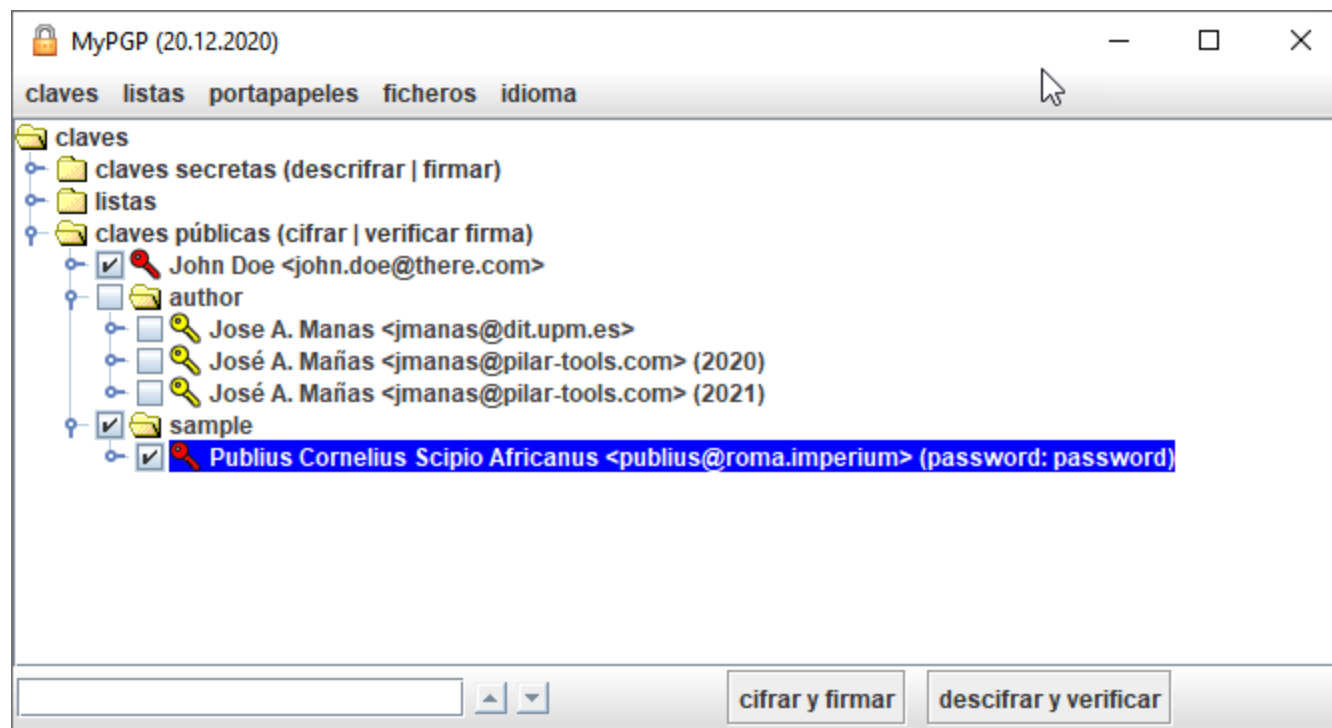 MyPGP (20.12.2020)
claves listas portapapeles ficheros idioma
claves
claves secretas (descrifrar | firmar)
listas
claves públicas (cifrar | verificar firma)
John Doe <john.doe@there.com>
author
Jose A. Manas <jmanas@dit.upm.es>
José A. Mañas <jmanas@pilar-tools.com> (2020)
José A. Mañas <jmanas@pilar-tools.com> (2021)
sample
Publius Cornelius Scipio Africanus <publius@roma.imperium> (password: password)
cifrar y firmar descifrar y verificar